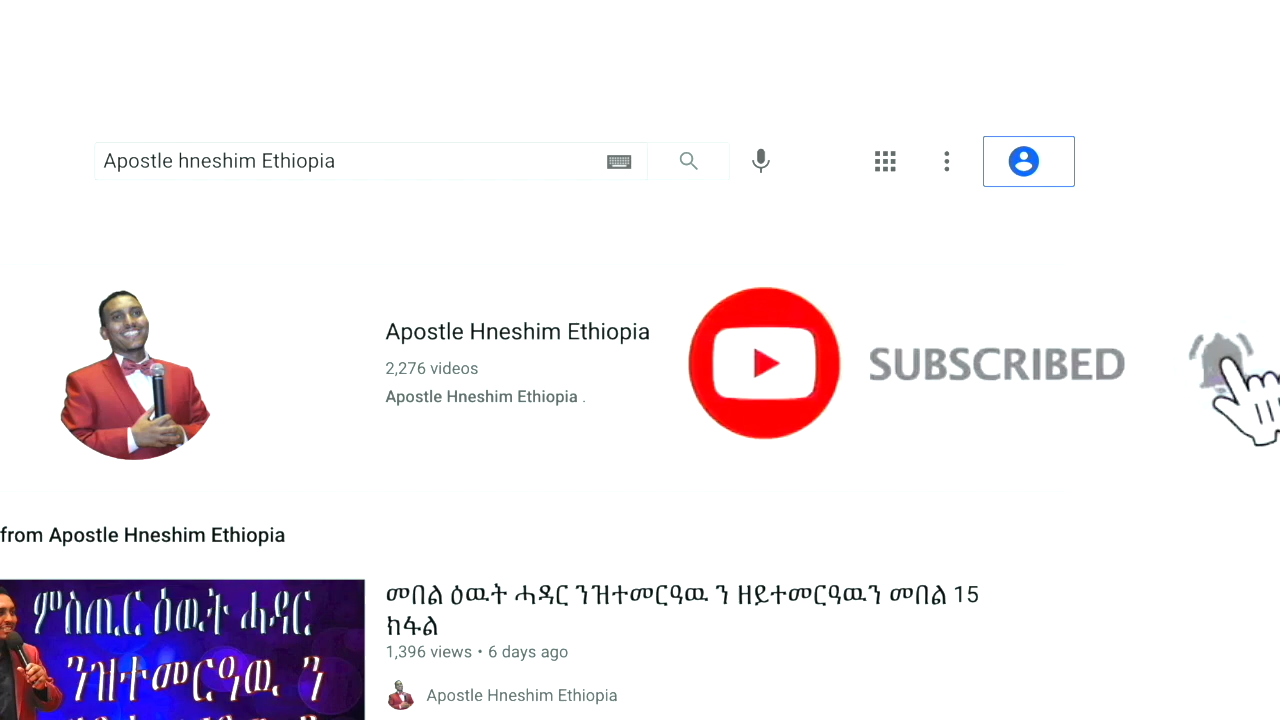 Apostle hneshim Ethiopia
Apostle Hneshim Ethiopia
2,276 videos
Apostle Hneshim Ethiopia .
SUBSCRIBED
from Apostle Hneshim Ethiopia
መበል ዕዉት ሓዳር ንዝተመርዓዉ ን ዘይተመርዓዉን መበል 15
ክፋል
1,396 views • 6 days ago
Apostle Hneshim Ethiopia
ምስጢር ዕዉት ሓዳር
ንዝተመርዓዉ ን